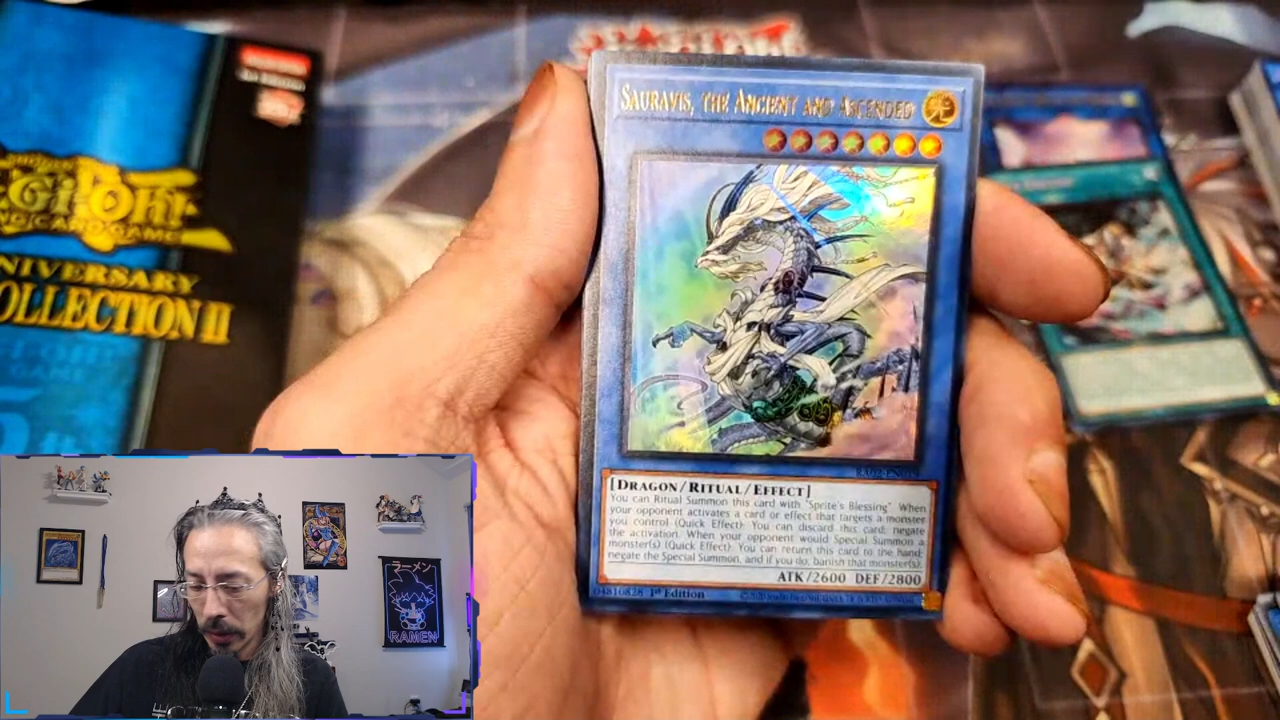 Gi-Oh!
NG CARD GAME
NIVERSARY
OLLECTION II
SAURAVIS, THE ANCIENT AND ASCENDED
RA02-EN019
[DRAGON/RITUAL/EFFECT]
You can Ritual Summon this card with "Sprite's Blessing" When
your opponent activates a card or effect that targets a monster
you control (Quick Effect): You can discard this card; negate
the activation. When your opponent would Special Summon a
monster(s) (Quick Effect): You can return this card to the hand;
negate the Special Summon, and if you do, banish that monster(s).
ATK/2600 DEF/2800
04810828 1st Edition
ラーメン
RAMEN